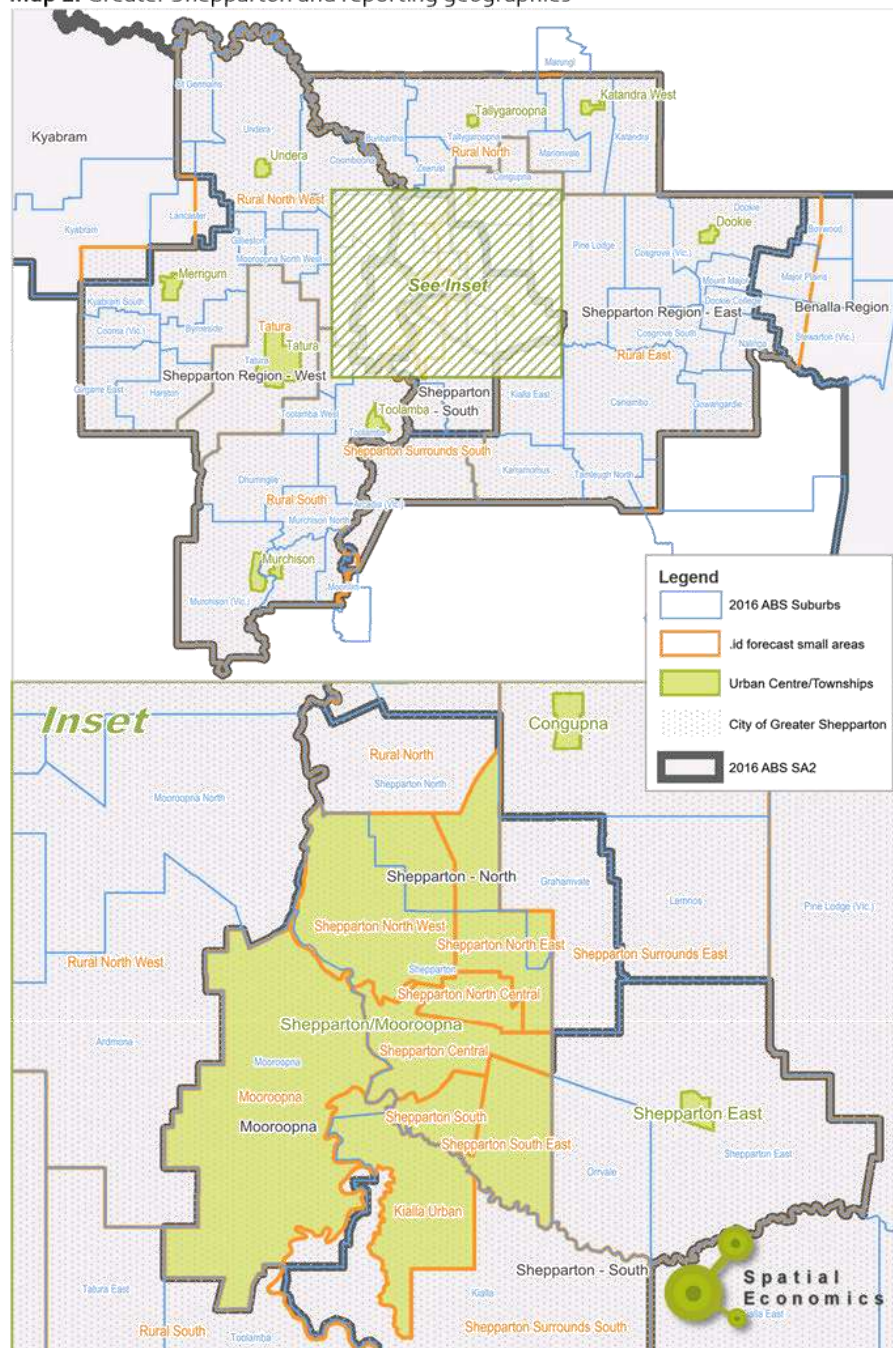 Map 2: Greater Shepparton and reporting geographies
St Germans
Marungi
Kyabram
Undera
Tallygaroopna
Katandra West
Undera
Bunbartha
Tallygaroopna
Katandra
Coomboona
Zeerust
Rural North
Marionvale
Congupna
Rural North West
Kyabram
Lancaster
Gillieston
Mooroopna North West
Merrigum
Dookie
Dookie
Boxwood
Pine Lodge
Cosgrove (Vic.)
Mount Major
Major Plains
Benalla Region
See Inset
Kyabram South
Cooma (Vic.)
Byrneside
Shepparton Region - East
Dookie College
Cosgrove South
Nalinga
Stewarton (Vic.)
Rural East
Tatura
Tatura
Tatura
Shepparton Region - West
Girgarre East
Harston
Toolamba West
Toolamba
Toolamba
Shepparton
- South
Kialla East
Caniambo
Gowangardie
Shepparton Surrounds South
Karramomus
Tamleugh North
Dhurringile
Rural South
Arcadia (Vic.)
Murchison North
Murchison
Murchison (Vic.)
Moorilim
Legend
2016 ABS Suburbs
.id forecast small areas
Urban Centre/Townships
City of Greater Shepparton
2016 ABS SA2
Inset
Congupna
Rural North
Shepparton North
Mooroopna North
Shepparton - North
Grahamvale
Lemnos
Pine Lodge (Vic.)
Shepparton North West
Shepparton North East
Shepparton Surrounds East
Rural North West
Shepparton
Shepparton North Central
Shepparton/Mooroopna
Ardmona
Shepparton Central
Mooroopna
Mooroopna
Mooroopna
Shepparton South
Shepparton East
Shepparton South East
Orrvale
Shepparton East
Kialla Urban
Shepparton - South
Tatura East
Kialla
Spatial
Economics
Kialla East
Rural South
Toolamba
Shepparton Surrounds South